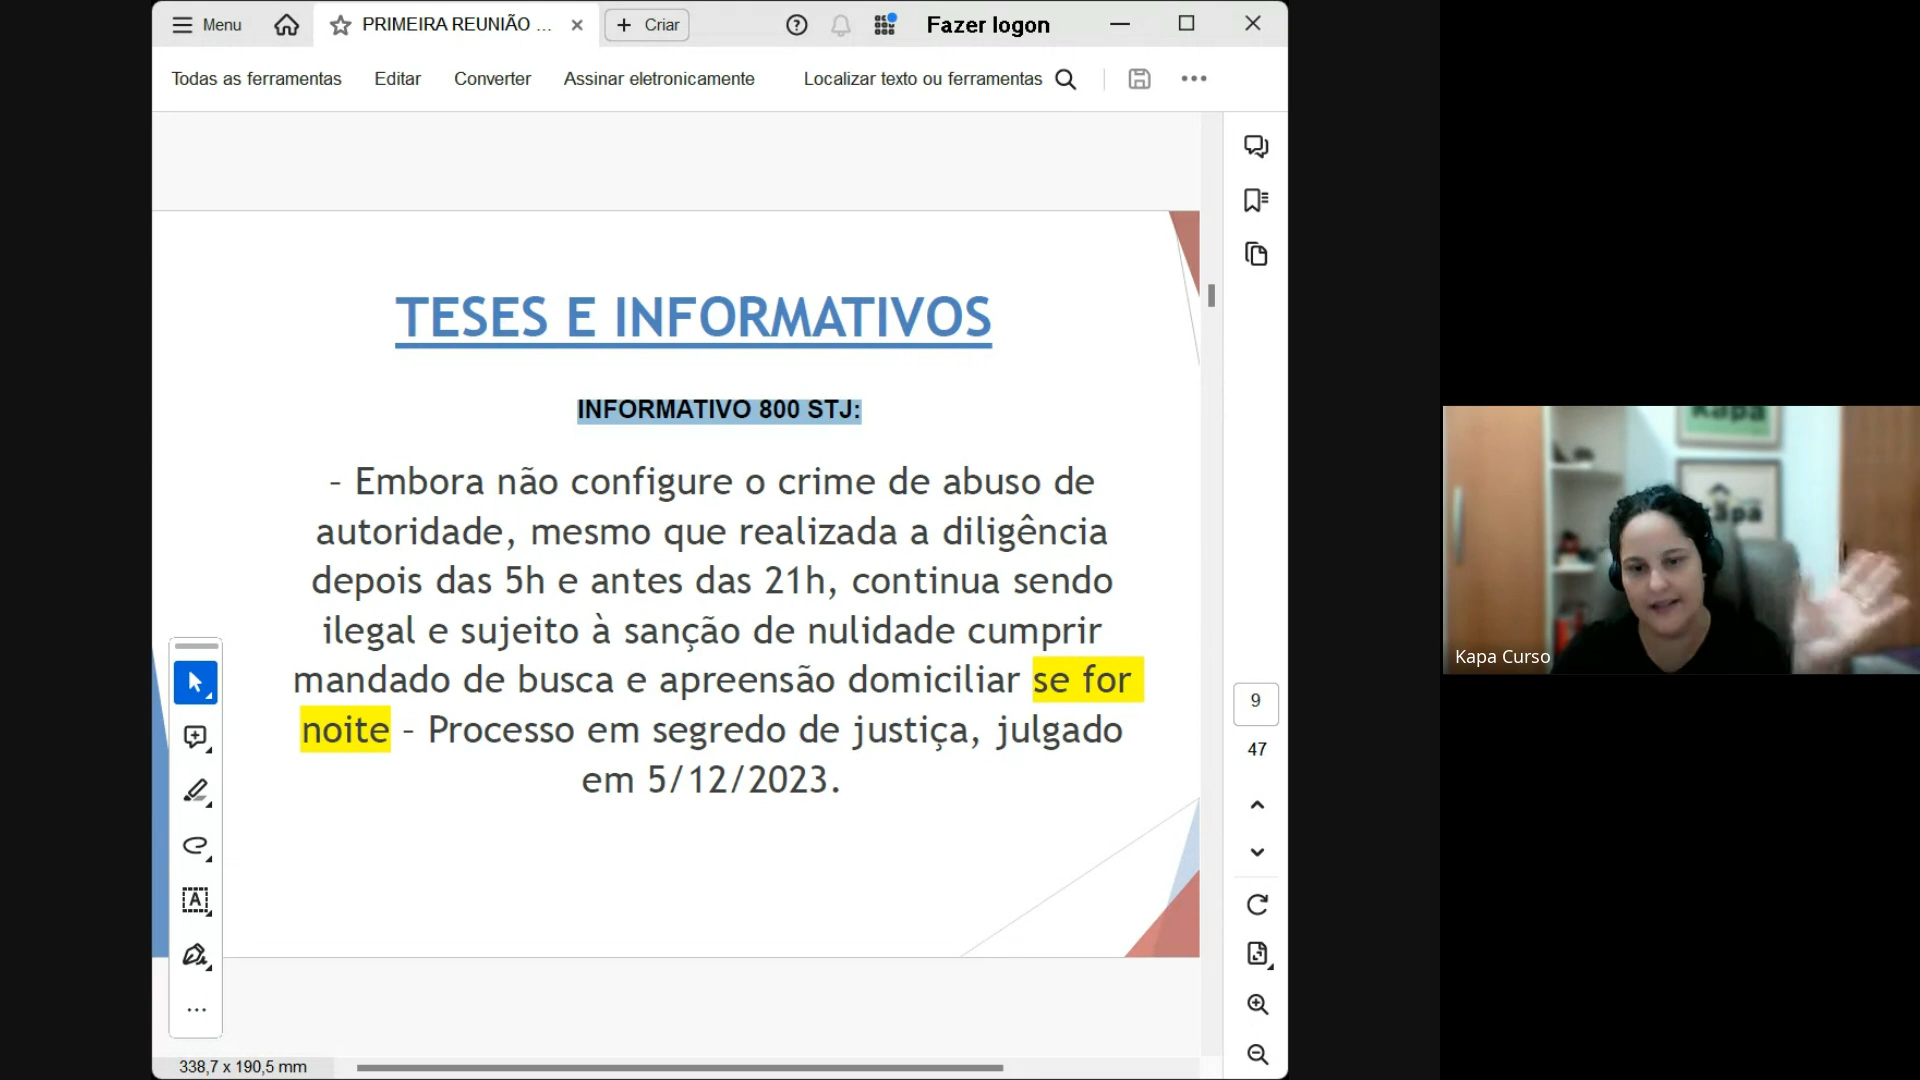 Menu
PRIMEIRA REUNIÃO ...
Criar
Fazer logon
Todas as ferramentas
Editar
Converter
Assinar eletronicamente
Localizar texto ou ferramentas
TESES E INFORMATIVOS
INFORMATIVO 800 STJ:
– Embora não configure o crime de abuso de
autoridade, mesmo que realizada a diligência
depois das 5h e antes das 21h, continua sendo
ilegal e sujeito à sanção de nulidade cumprir
mandado de busca e apreensão domiciliar se for
noite – Processo em segredo de justiça, julgado
em 5/12/2023.
9
47
338,7 x 190,5 mm
Kapa
kapa
Kapa Curso